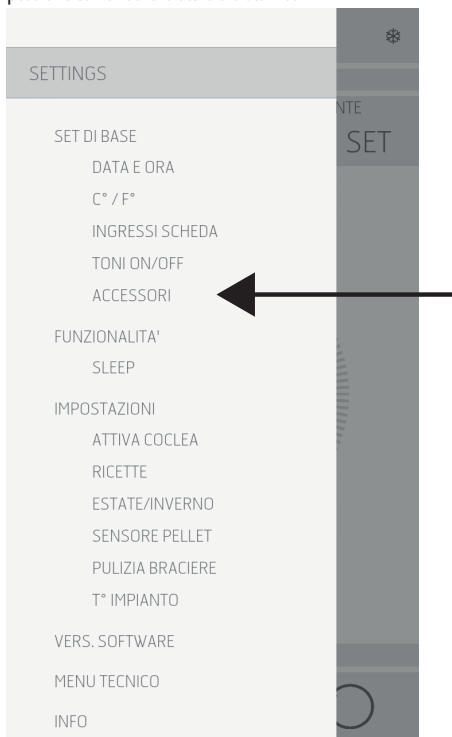 SETTINGS
NTE
SET
SET DI BASE
DATA E ORA
C° / F°
INGRESSI SCHEDA
TONI ON/OFF
ACCESSORI
FUNZIONALITA'
SLEEP
IMPOSTAZIONI
ATTIVA COCLEA
RICETTE
ESTATE/INVERNO
SENSORE PELLET
PULIZIA BRACIERE
T° IMPIANTO
VERS. SOFTWARE
MENU TECNICO
INFO